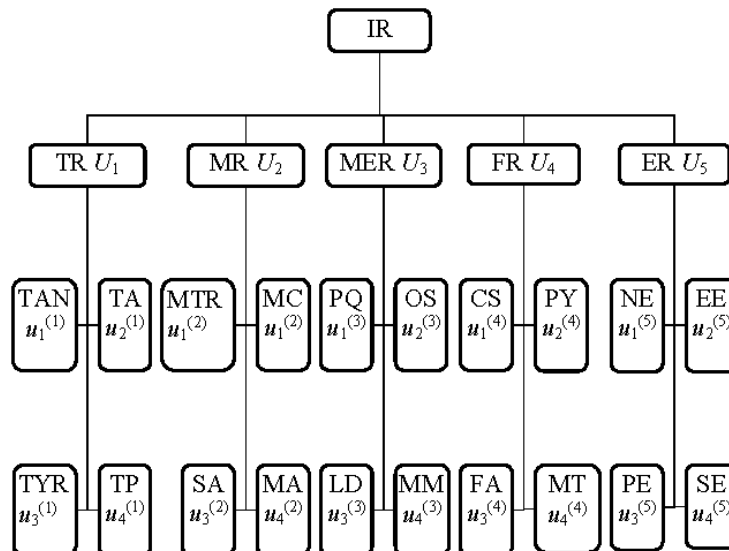 IR
TR U₁
MR U₂
MER U₃
FR U₄
ER U₅
TAN
u₁⁽¹⁾
TA
u₂⁽¹⁾
MTR
u₁⁽²⁾
MC
u₁⁽²⁾
PQ
u₁⁽³⁾
OS
u₂⁽³⁾
CS
u₁⁽⁴⁾
PY
u₂⁽⁴⁾
NE
u₁⁽⁵⁾
EE
u₂⁽⁵⁾
TYR
u₃⁽¹⁾
TP
u₄⁽¹⁾
SA
u₃⁽²⁾
MA
u₄⁽²⁾
LD
u₃⁽³⁾
MM
u₄⁽³⁾
FA
u₃⁽⁴⁾
MT
u₄⁽⁴⁾
PE
u₃⁽⁵⁾
SE
u₄⁽⁵⁾